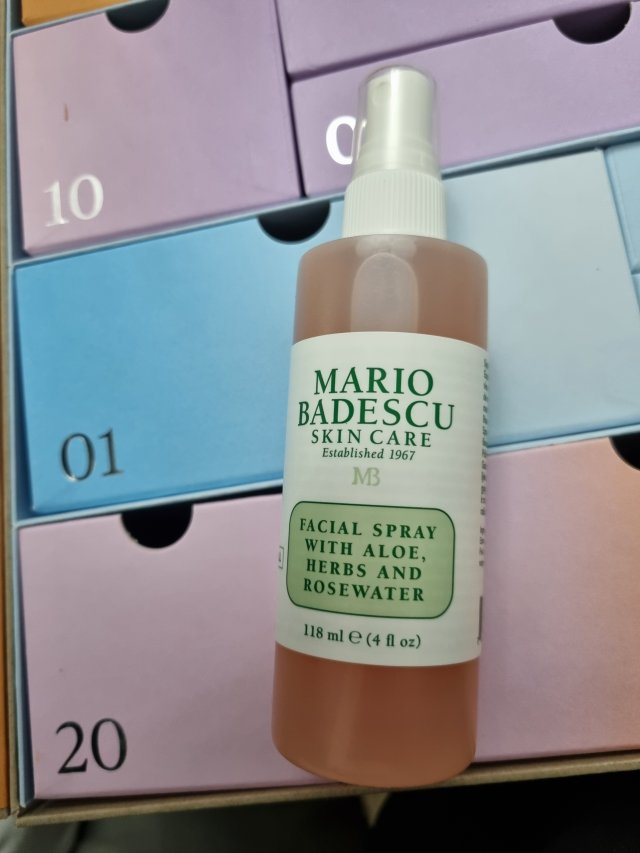 10
0
01
20
MARIO
BADESCU
SKIN CARE
Established 1967
MB
FACIAL SPRAY
WITH ALOE,
HERBS AND
ROSEWATER
118 ml ℮ (4 fl oz)